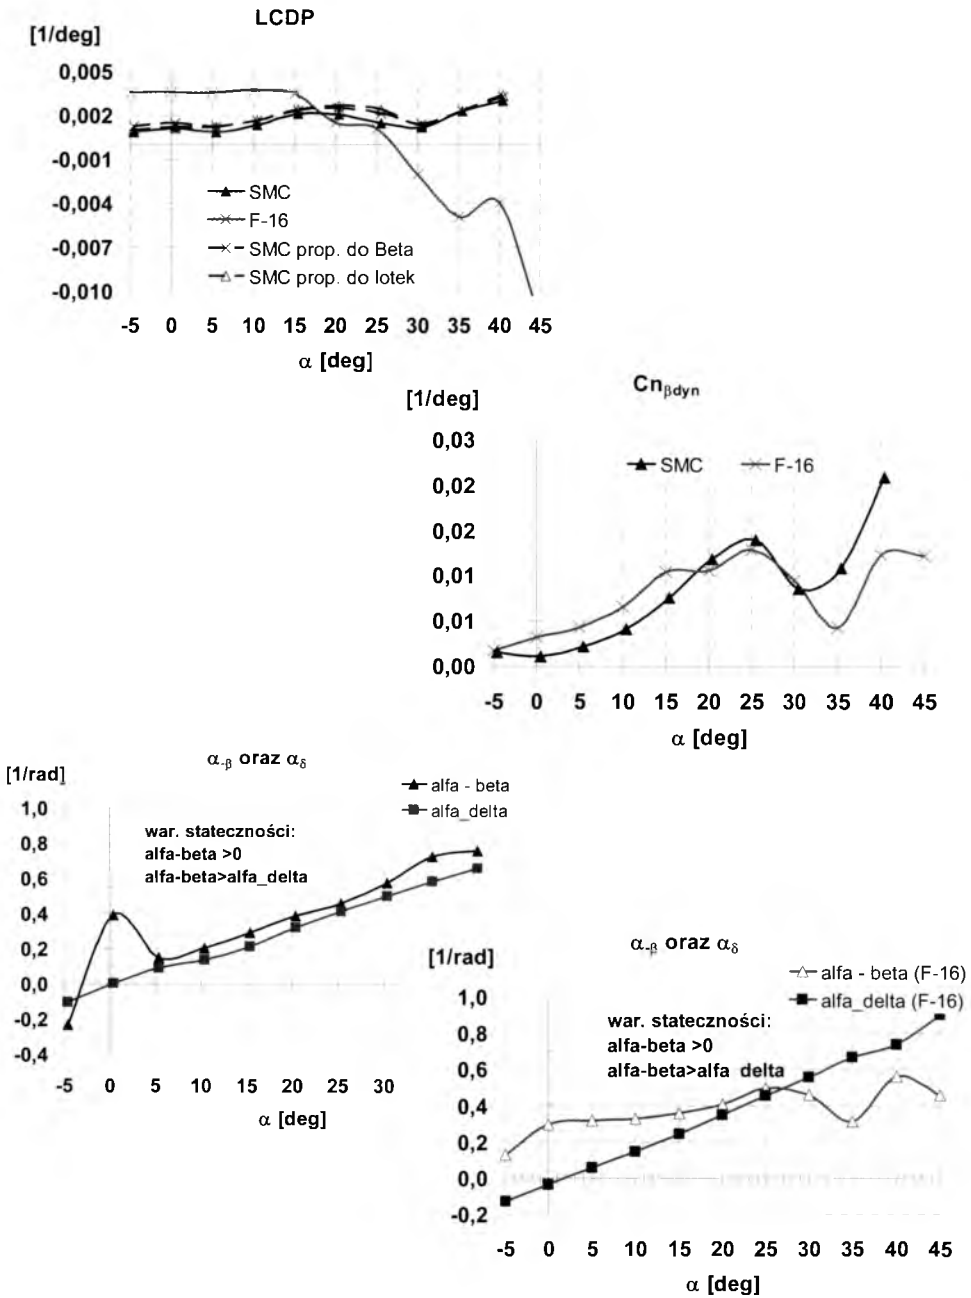 LCDP
[1/deg]
0,005
0,002
-0,001
-0,004
-0,007
-0,010
SMC
F-16
SMC prop. do Beta
SMC prop. do lotek
-5 0 5 10 15 20 25 30 35 40 45
α [deg]
Cnβdyn
[1/deg]
0,03
0,02
0,02
0,01
0,01
0,00
SMC F-16
-5 0 5 10 15 20 25 30 35 40 45
α [deg]
α-β oraz αδ
[1/rad]
alfa - beta
alfa_delta
1,0
0,8
0,6
0,4
0,2
0,0
-0,2
-0,4
war. stateczności:
alfa-beta >0
alfa-beta>alfa_delta
-5 0 5 10 15 20 25 30
α [deg]
α-β oraz αδ
[1/rad]
alfa - beta (F-16)
alfa_delta (F-16)
1,0
0,8
0,6
0,4
0,2
0,0
-0,2
war. stateczności:
alfa-beta >0
alfa-beta>alfa delta
-5 0 5 10 15 20 25 30 35 40 45
α [deg]